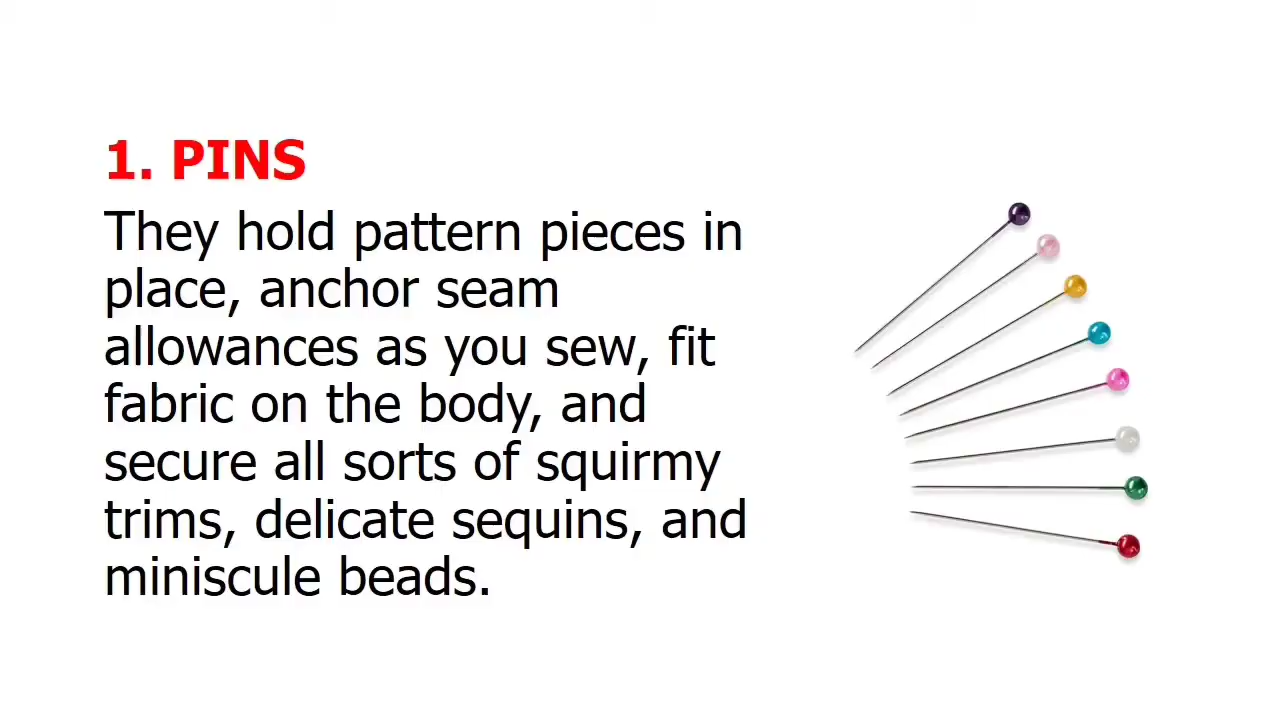 1. PINS
They hold pattern pieces in
place, anchor seam
allowances as you sew, fit
fabric on the body, and
secure all sorts of squirmy
trims, delicate sequins, and
miniscule beads.